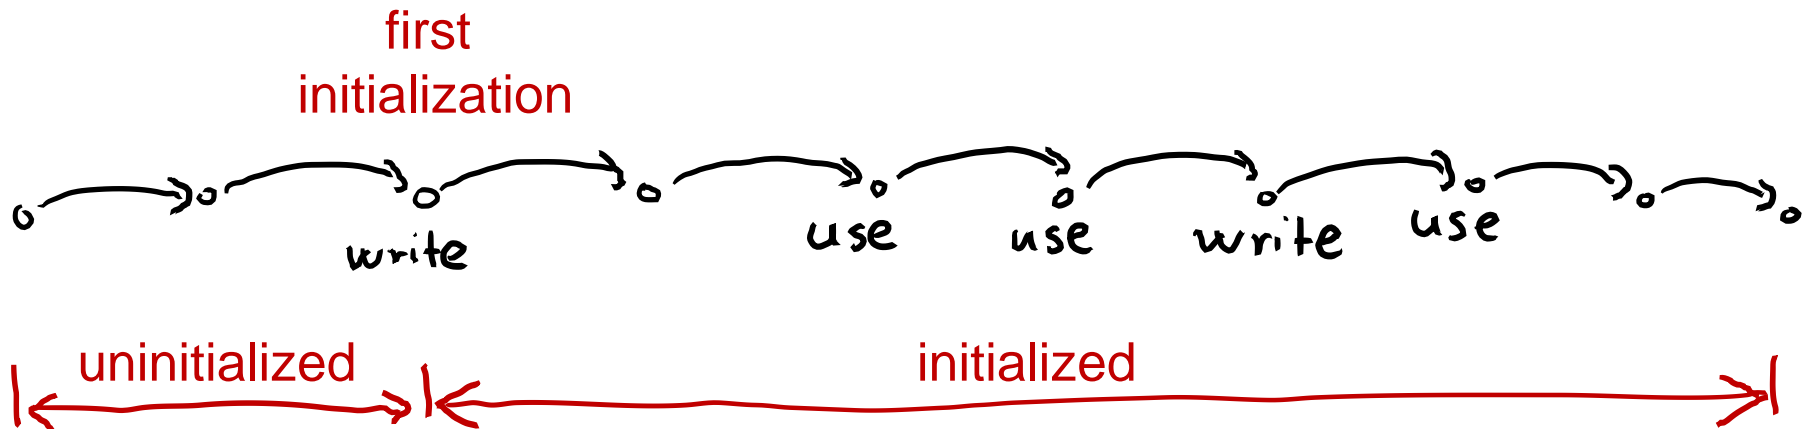 first
initialization
write use use write use
uninitialized initialized